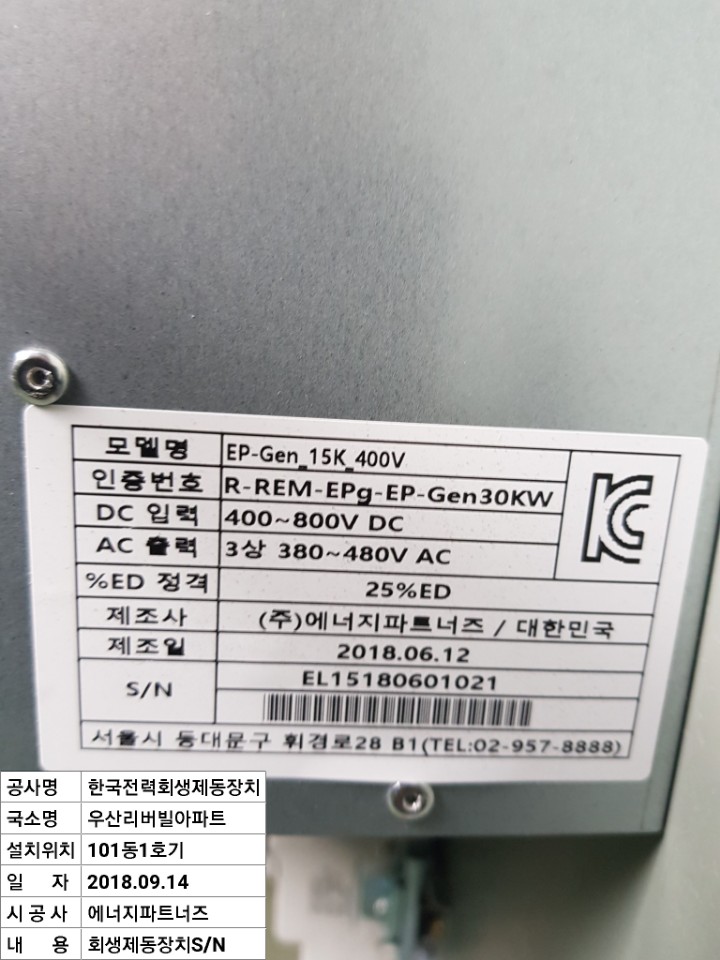 모델명 EP-Gen_15K_400V
인증번호 R-REM-EPg-EP-Gen30KW
DC 입력 400~800V DC
AC 출력 3상 380~480V AC
%ED 정격 25%ED
제조사 (주)에너지파트너즈 / 대한민국
제조일 2018.06.12
S/N EL15180601021
서울시 동대문구 휘경로28 B1(TEL:02-957-8888)
공사명 한국전력회생제동장치
국소명 우산리버빌아파트
설치위치 101동1호기
일 자 2018.09.14
시공사 에너지파트너즈
내 용 회생제동장치S/N